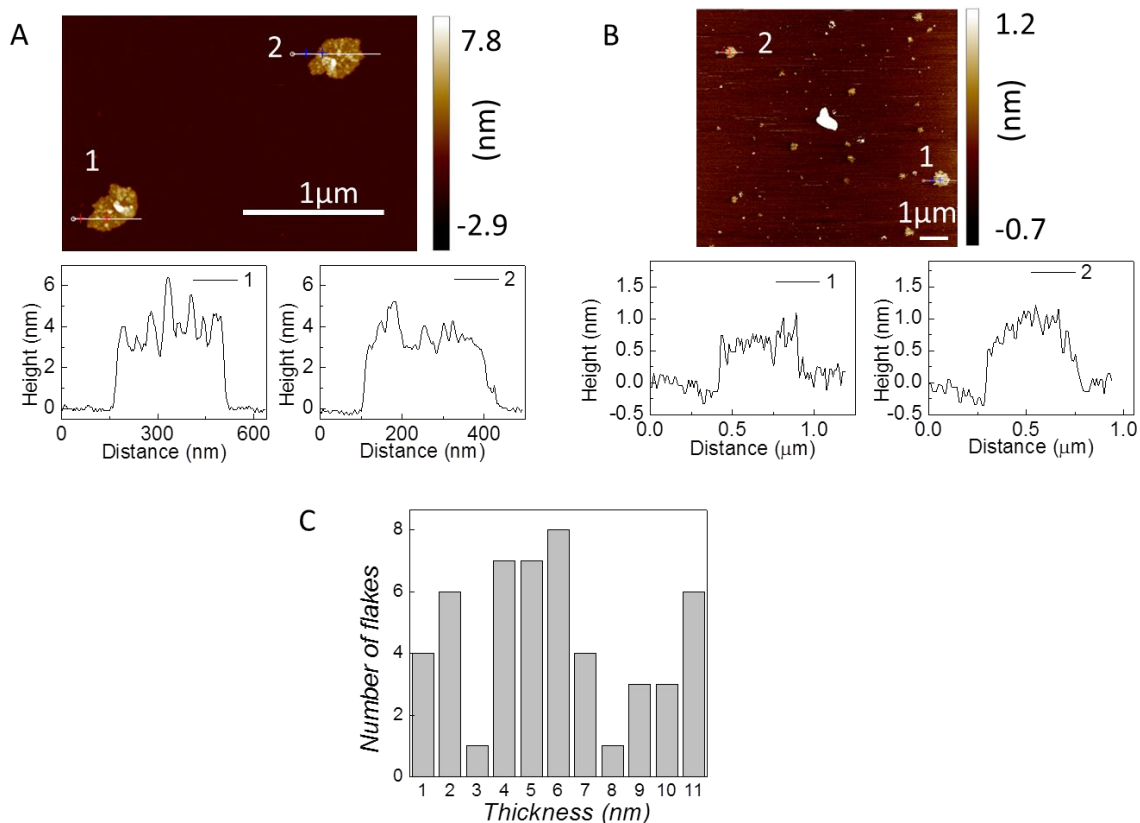 A
2
1
1µm
7.8
(nm)
-2.9
B
2
1
1µm
1.2
(nm)
-0.7
1
6
4
2
0
Height (nm)
0 300 600
Distance (nm)
2
6
4
2
0
Height (nm)
0 200 400
Distance (nm)
1
1.5
1.0
0.5
0.0
-0.5
Height (nm)
0.0 0.5 1.0
Distance (µm)
2
1.5
1.0
0.5
0.0
-0.5
Height (nm)
0.0 0.5 1.0
Distance (µm)
C
8
6
4
2
0
Number of flakes
1 2 3 4 5 6 7 8 9 10 11
Thickness (nm)